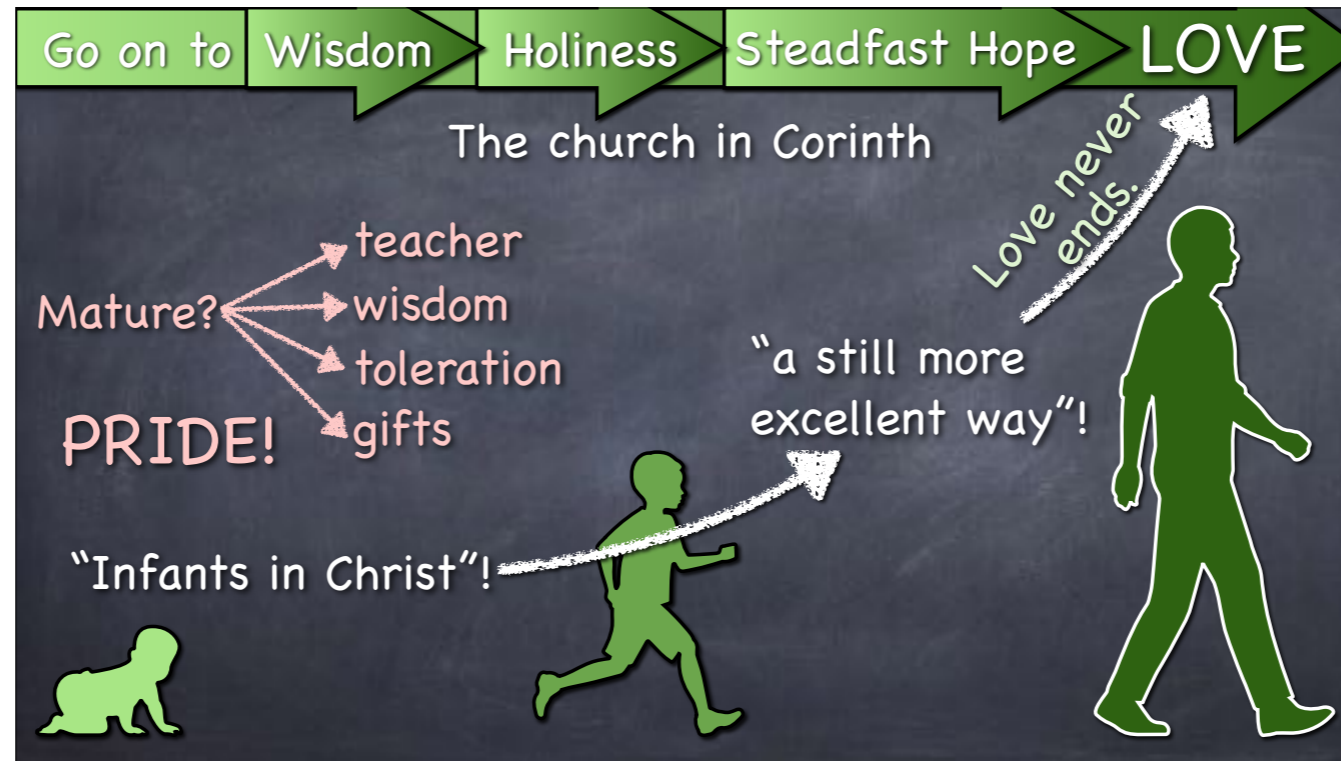 Go on to Wisdom Holiness Steadfast Hope LOVE
The church in Corinth
Love never
ends.
teacher
Mature? wisdom
toleration
PRIDE! gifts
“a still more
excellent way”!
“Infants in Christ”!